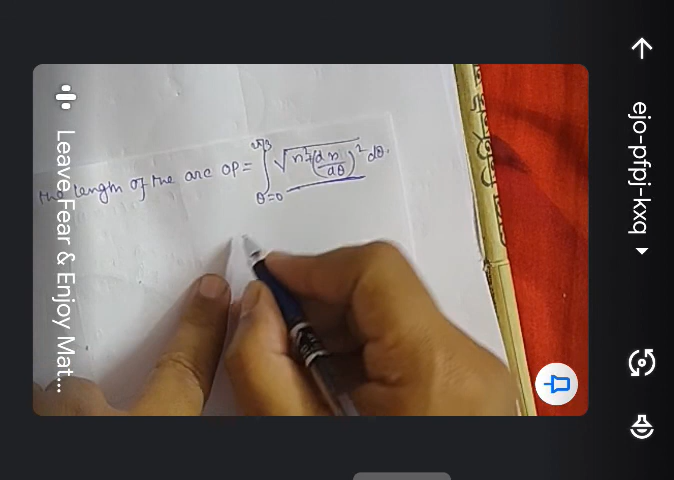 the length of the arc OP = ∫_{θ=0}^{π/3} √(r²+(dr/dθ)²) dθ.
Leave Fear & Enjoy Mat...
ejo-pfpj-kxq